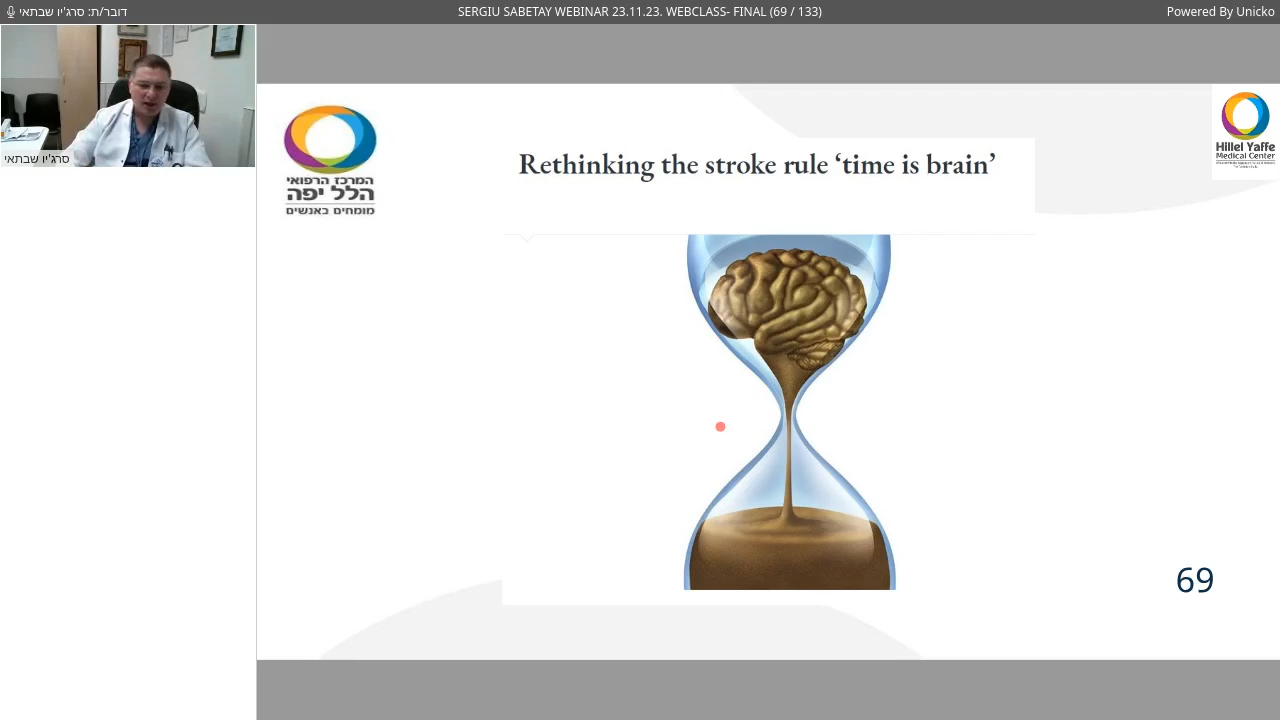 דובר/ת: סרג'יו שבתאי
SERGIU SABETAY WEBINAR 23.11.23. WEBCLASS- FINAL (69 / 133)
Powered By Unicko
סרג'יו שבתאי
המרכז הרפואי
הלל יפה
מומחים באנשים
Rethinking the stroke rule ‘time is brain’
Hillel Yaffe
Medical Center
69